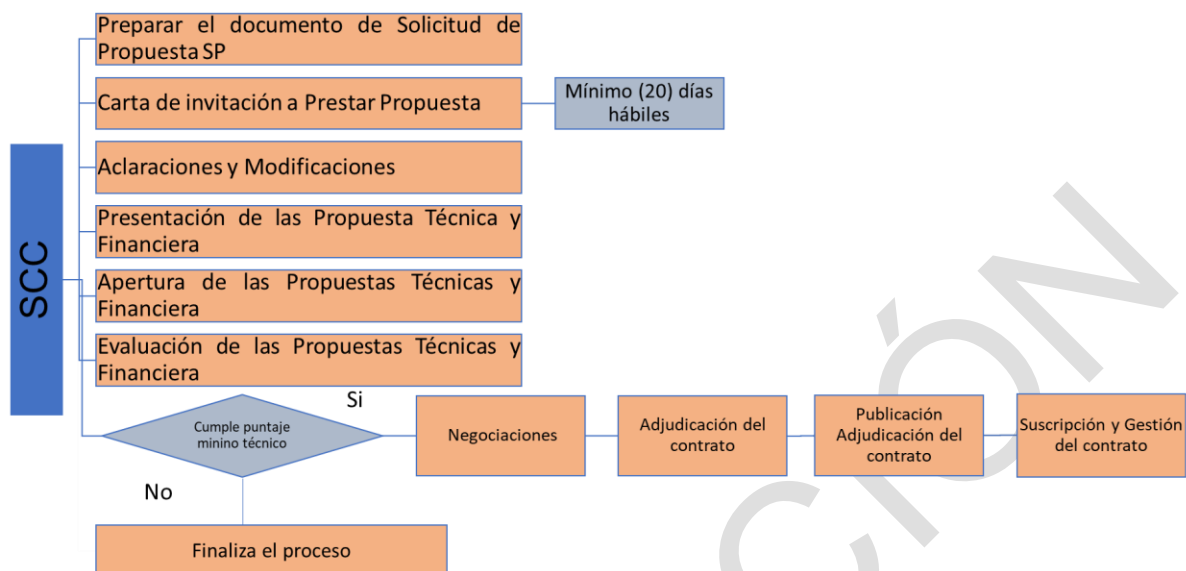 Preparar el documento de Solicitud de
Propuesta SP
Carta de invitación a Prestar Propuesta
Mínimo (20) días
hábiles
Aclaraciones y Modificaciones
Presentación de las Propuesta Técnica y
Financiera
SCC
Apertura de las Propuestas Técnicas y
Financiera
Evaluación de las Propuestas Técnicas y
Financiera
Si
Cumple puntaje
minino técnico
Negociaciones
Adjudicación del
contrato
Publicación
Adjudicación del
contrato
Suscripción y Gestión
del contrato
No
Finaliza el proceso
CIÓN